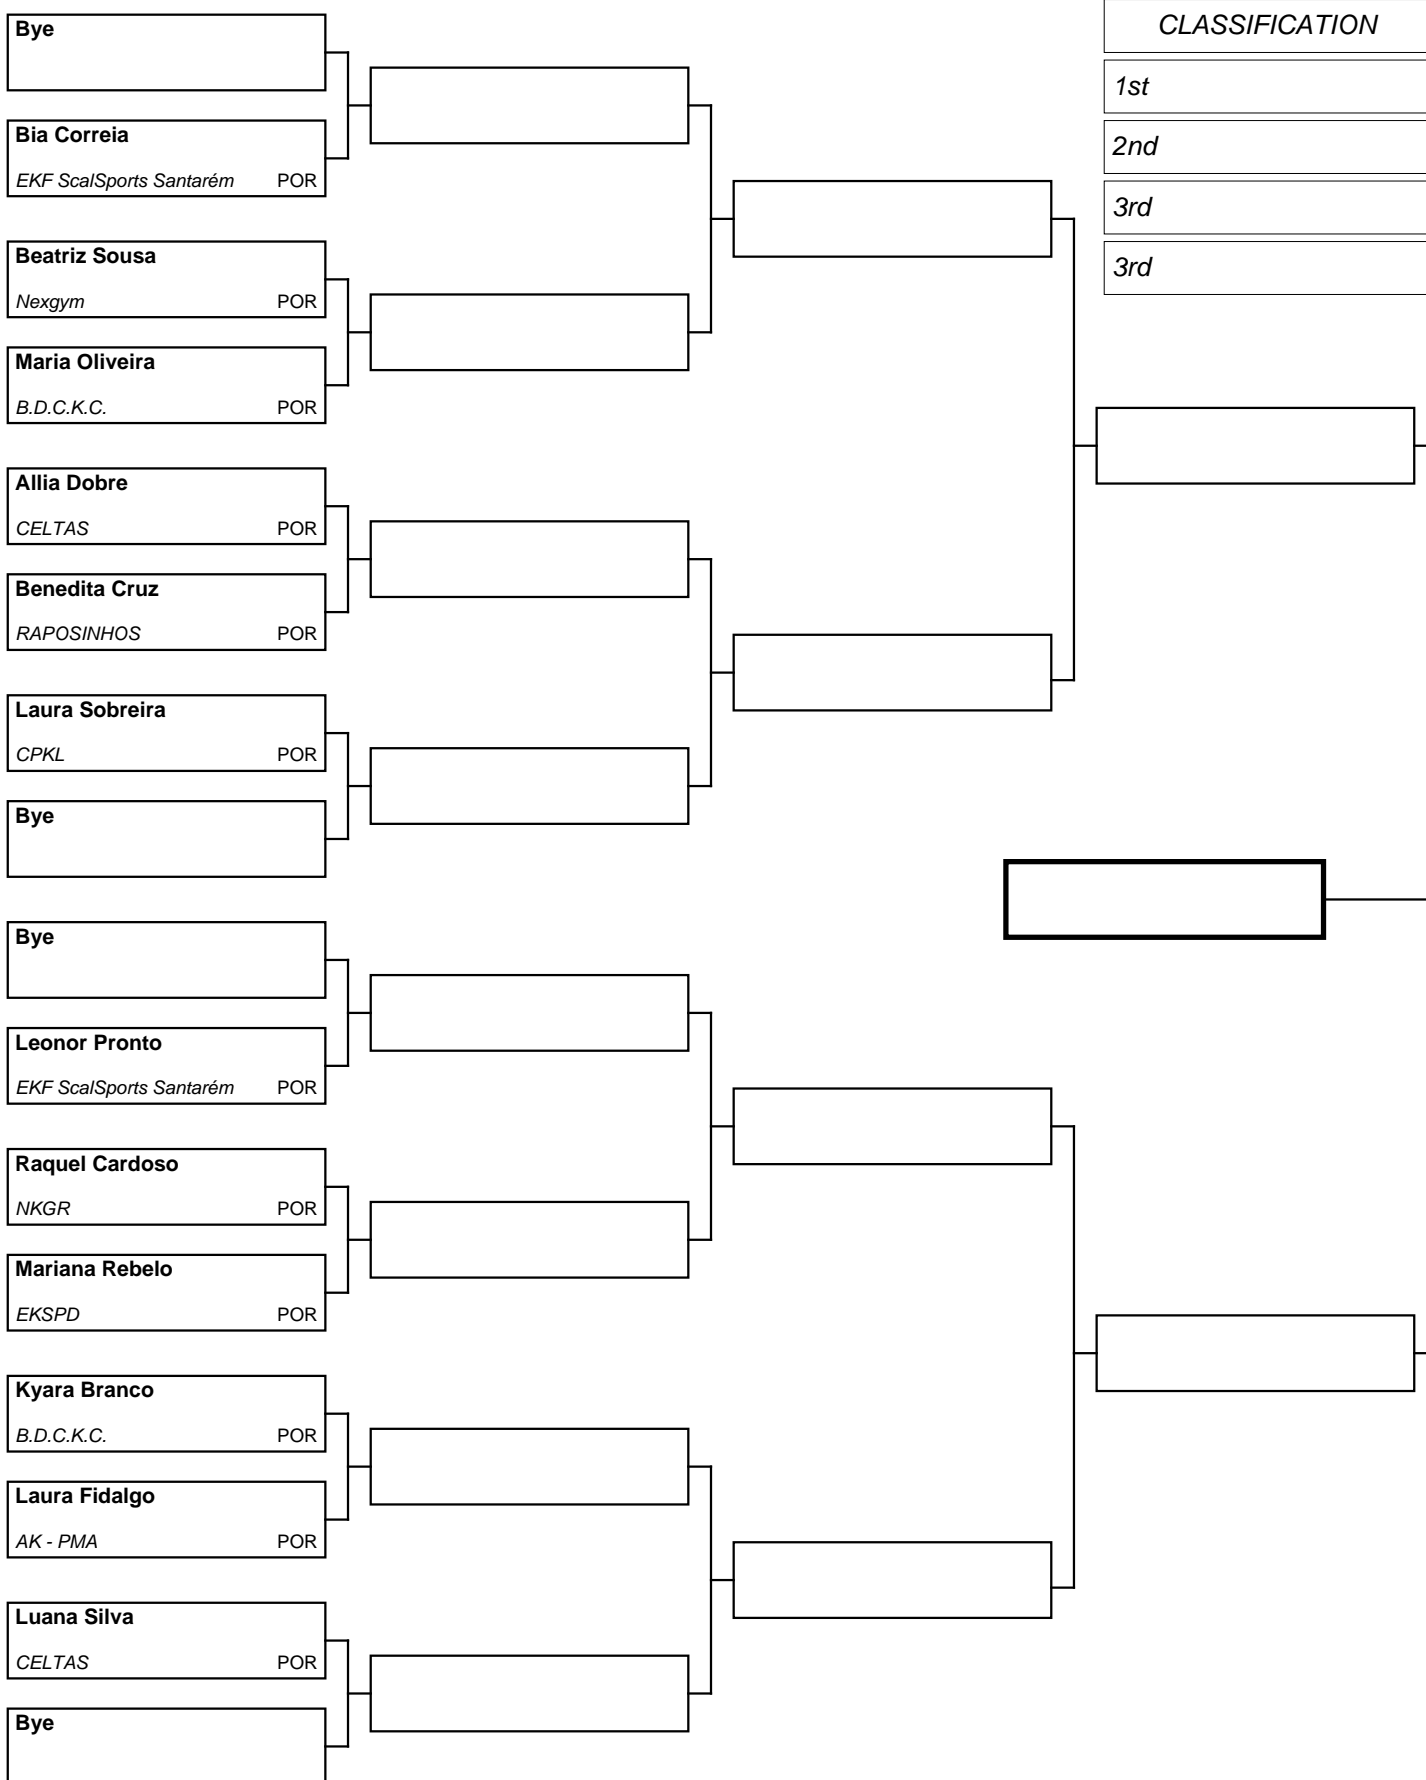 Bye
Bia Correia
EKF ScalSports Santarém POR
Beatriz Sousa
Nexgym POR
Maria Oliveira
B.D.C.K.C. POR
Allia Dobre
CELTAS POR
Benedita Cruz
RAPOSINHOS POR
Laura Sobreira
CPKL POR
Bye
Bye
Leonor Pronto
EKF ScalSports Santarém POR
Raquel Cardoso
NKGR POR
Mariana Rebelo
EKSPD POR
Kyara Branco
B.D.C.K.C. POR
Laura Fidalgo
AK - PMA POR
Luana Silva
CELTAS POR
Bye
CLASSIFICATION
1st
2nd
3rd
3rd